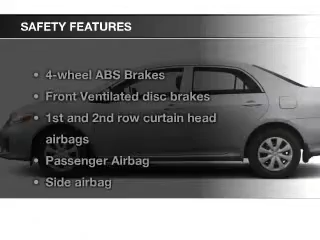 SAFETY FEATURES
• 4-wheel ABS Brakes
• Front Ventilated disc brakes
• 1st and 2nd row curtain head
airbags
• Passenger Airbag
• Side airbag